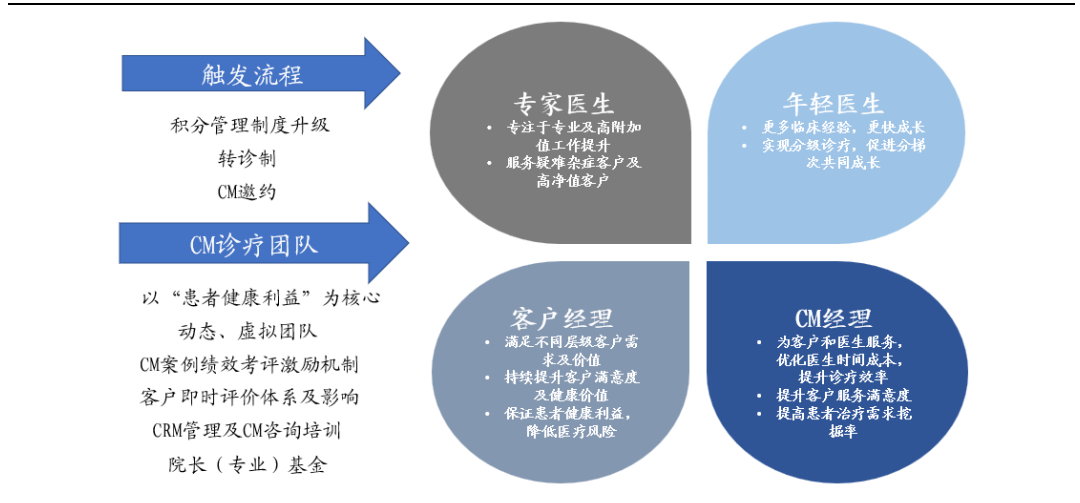 触发流程
积分管理制度升级
转诊制
CM邀约
CM诊疗团队
以“患者健康利益”为核心
动态、虚拟团队
CM案例绩效考评激励机制
客户即时评价体系及影响
CRM管理及CM咨询培训
院长（专业）基金
专家医生
• 专注于专业及高附加
值工作提升
• 服务疑难杂症客户及
高净值客户
年轻医生
• 更多临床经验，更快成长
• 实现分级诊疗，促进分梯
次共同成长
客户经理
• 满足不同层级客户需
求及价值
• 持续提升客户满意度
及健康价值
• 保证患者健康利益，
降低医疗风险
CM经理
• 为客户和医生服务，
优化医生时间成本，
提升诊疗效率
• 提升客户服务满意度
• 提高患者治疗需求挖
掘率